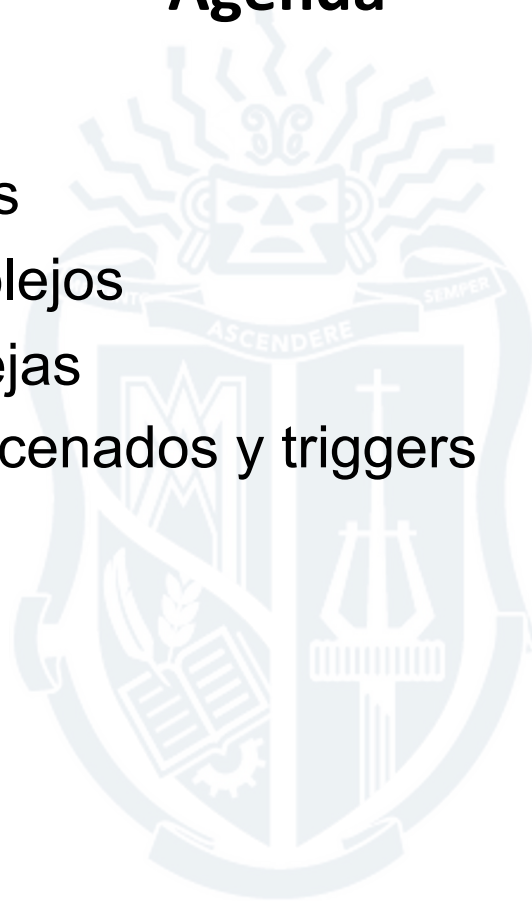 Agenda
s
lejos
ejas
cenados y triggers
ASCENDERE
SEMPER